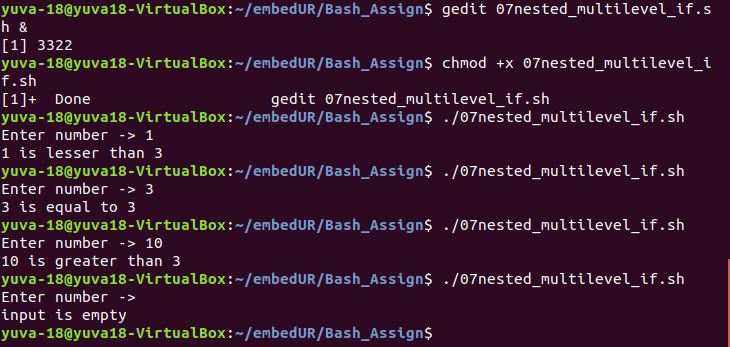 yuva-18@yuva18-VirtualBox:~/embedUR/Bash_Assign$ gedit 07nested_multilevel_if.s
h &
[1] 3322
yuva-18@yuva18-VirtualBox:~/embedUR/Bash_Assign$ chmod +x 07nested_multilevel_i
f.sh
[1]+  Done                    gedit 07nested_multilevel_if.sh
yuva-18@yuva18-VirtualBox:~/embedUR/Bash_Assign$ ./07nested_multilevel_if.sh
Enter number -> 1
1 is lesser than 3
yuva-18@yuva18-VirtualBox:~/embedUR/Bash_Assign$ ./07nested_multilevel_if.sh
Enter number -> 3
3 is equal to 3
yuva-18@yuva18-VirtualBox:~/embedUR/Bash_Assign$ ./07nested_multilevel_if.sh
Enter number -> 10
10 is greater than 3
yuva-18@yuva18-VirtualBox:~/embedUR/Bash_Assign$ ./07nested_multilevel_if.sh
Enter number ->
input is empty
yuva-18@yuva18-VirtualBox:~/embedUR/Bash_Assign$